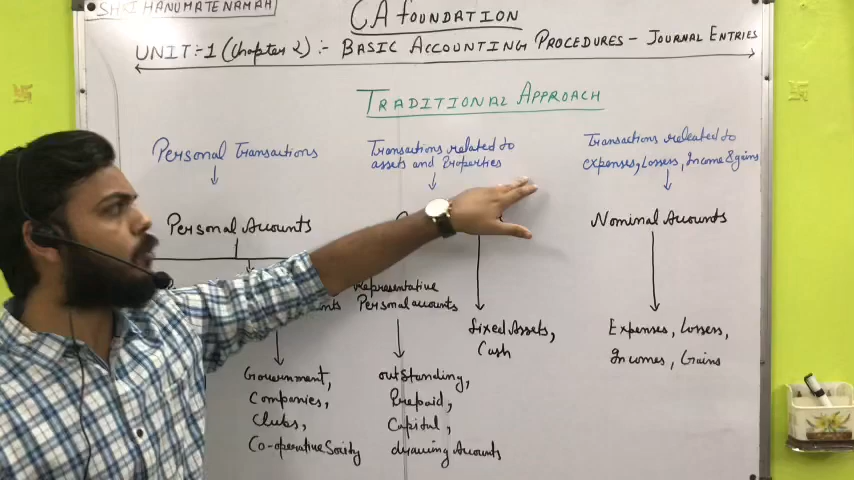 SHRI HANUMATE NAMAH
CA FOUNDATION
UNIT:-1 (Chapter 2) :- BASIC ACCOUNTING PROCEDURES - JOURNAL ENTRIES
TRADITIONAL APPROACH
Personal Transactions
Transactions related to
assets and Properties
Transactions releated to
expenses, Losses, Income & gains
Personal Accounts
Nominal Accounts
Representative
Personal accounts
Government,
Companies,
Clubs,
Co-operative Society
outstanding,
Prepaid,
Capital,
drawing Accounts
fixed Assets,
Cash
Expenses, Losses,
Incomes, Gains